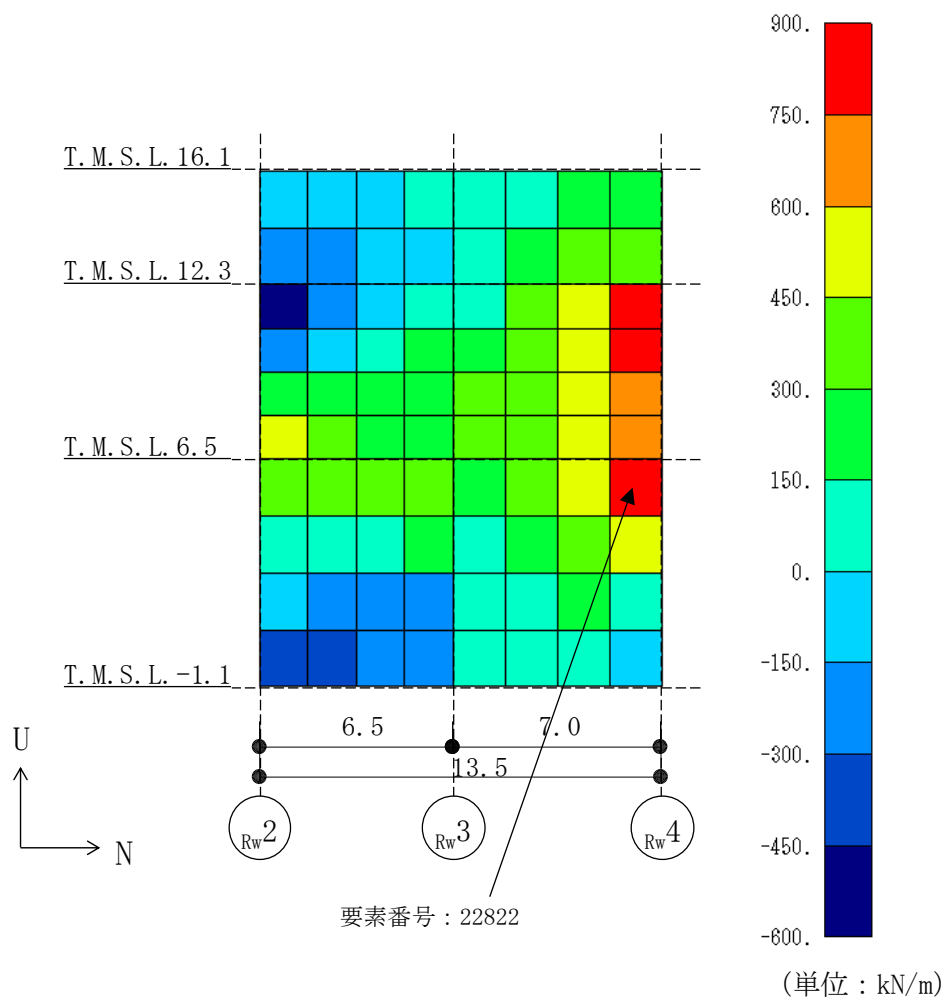 900.
750.
T.M.S.L.16.1
600.
T.M.S.L.12.3
450.
300.
T.M.S.L.6.5
150.
0.
-150.
T.M.S.L.-1.1
6.5
7.0
U
-300.
13.5
Rw2
Rw3
Rw4
N
-450.
要素番号：22822
-600.
(単位：kN/m)